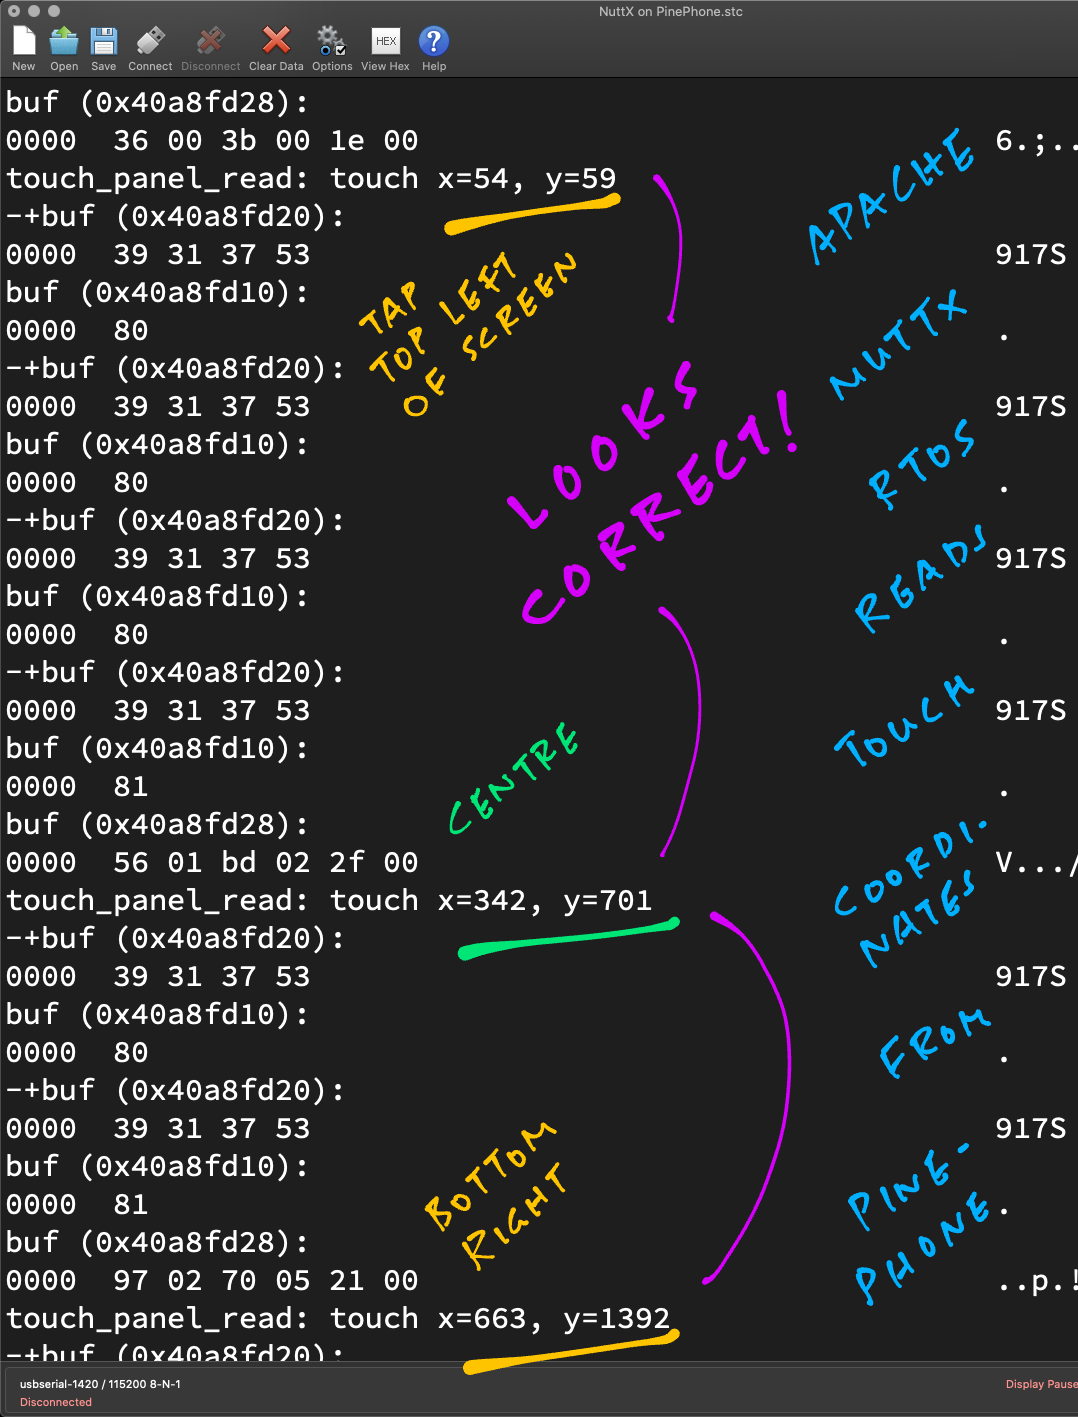 NuttX on PinePhone.stc
New Open Save Connect Disconnect Clear Data Options HEX View Hex ? Help
buf (0x40a8fd28):
0000 36 00 3b 00 1e 00 6.;..
touch_panel_read: touch x=54, y=59
-+buf (0x40a8fd20):
0000 39 31 37 53 917S
buf (0x40a8fd10):
0000 80 .
-+buf (0x40a8fd20):
0000 39 31 37 53 917S
buf (0x40a8fd10):
0000 80 .
-+buf (0x40a8fd20):
0000 39 31 37 53 917S
buf (0x40a8fd10):
0000 80 .
-+buf (0x40a8fd20):
0000 39 31 37 53 917S
buf (0x40a8fd10):
0000 81 .
buf (0x40a8fd28):
0000 56 01 bd 02 2f 00 V.../
touch_panel_read: touch x=342, y=701
-+buf (0x40a8fd20):
0000 39 31 37 53 917S
buf (0x40a8fd10):
0000 80 .
-+buf (0x40a8fd20):
0000 39 31 37 53 917S
buf (0x40a8fd10):
0000 81 .
buf (0x40a8fd28):
0000 97 02 70 05 21 00 ..p.!
touch_panel_read: touch x=663, y=1392
-+buf (0x40a8fd20):
TAP
TOP LEFT
OF SCREEN
LOOKS
CORRECT!
CENTRE
BOTTOM
RIGHT
APACHE
NUTTX
RTOS
READS
TOUCH
COORDI-
NATES
FROM
PINE-
PHONE
usbserial-1420 / 115200 8-N-1
Disconnected
Display Pause